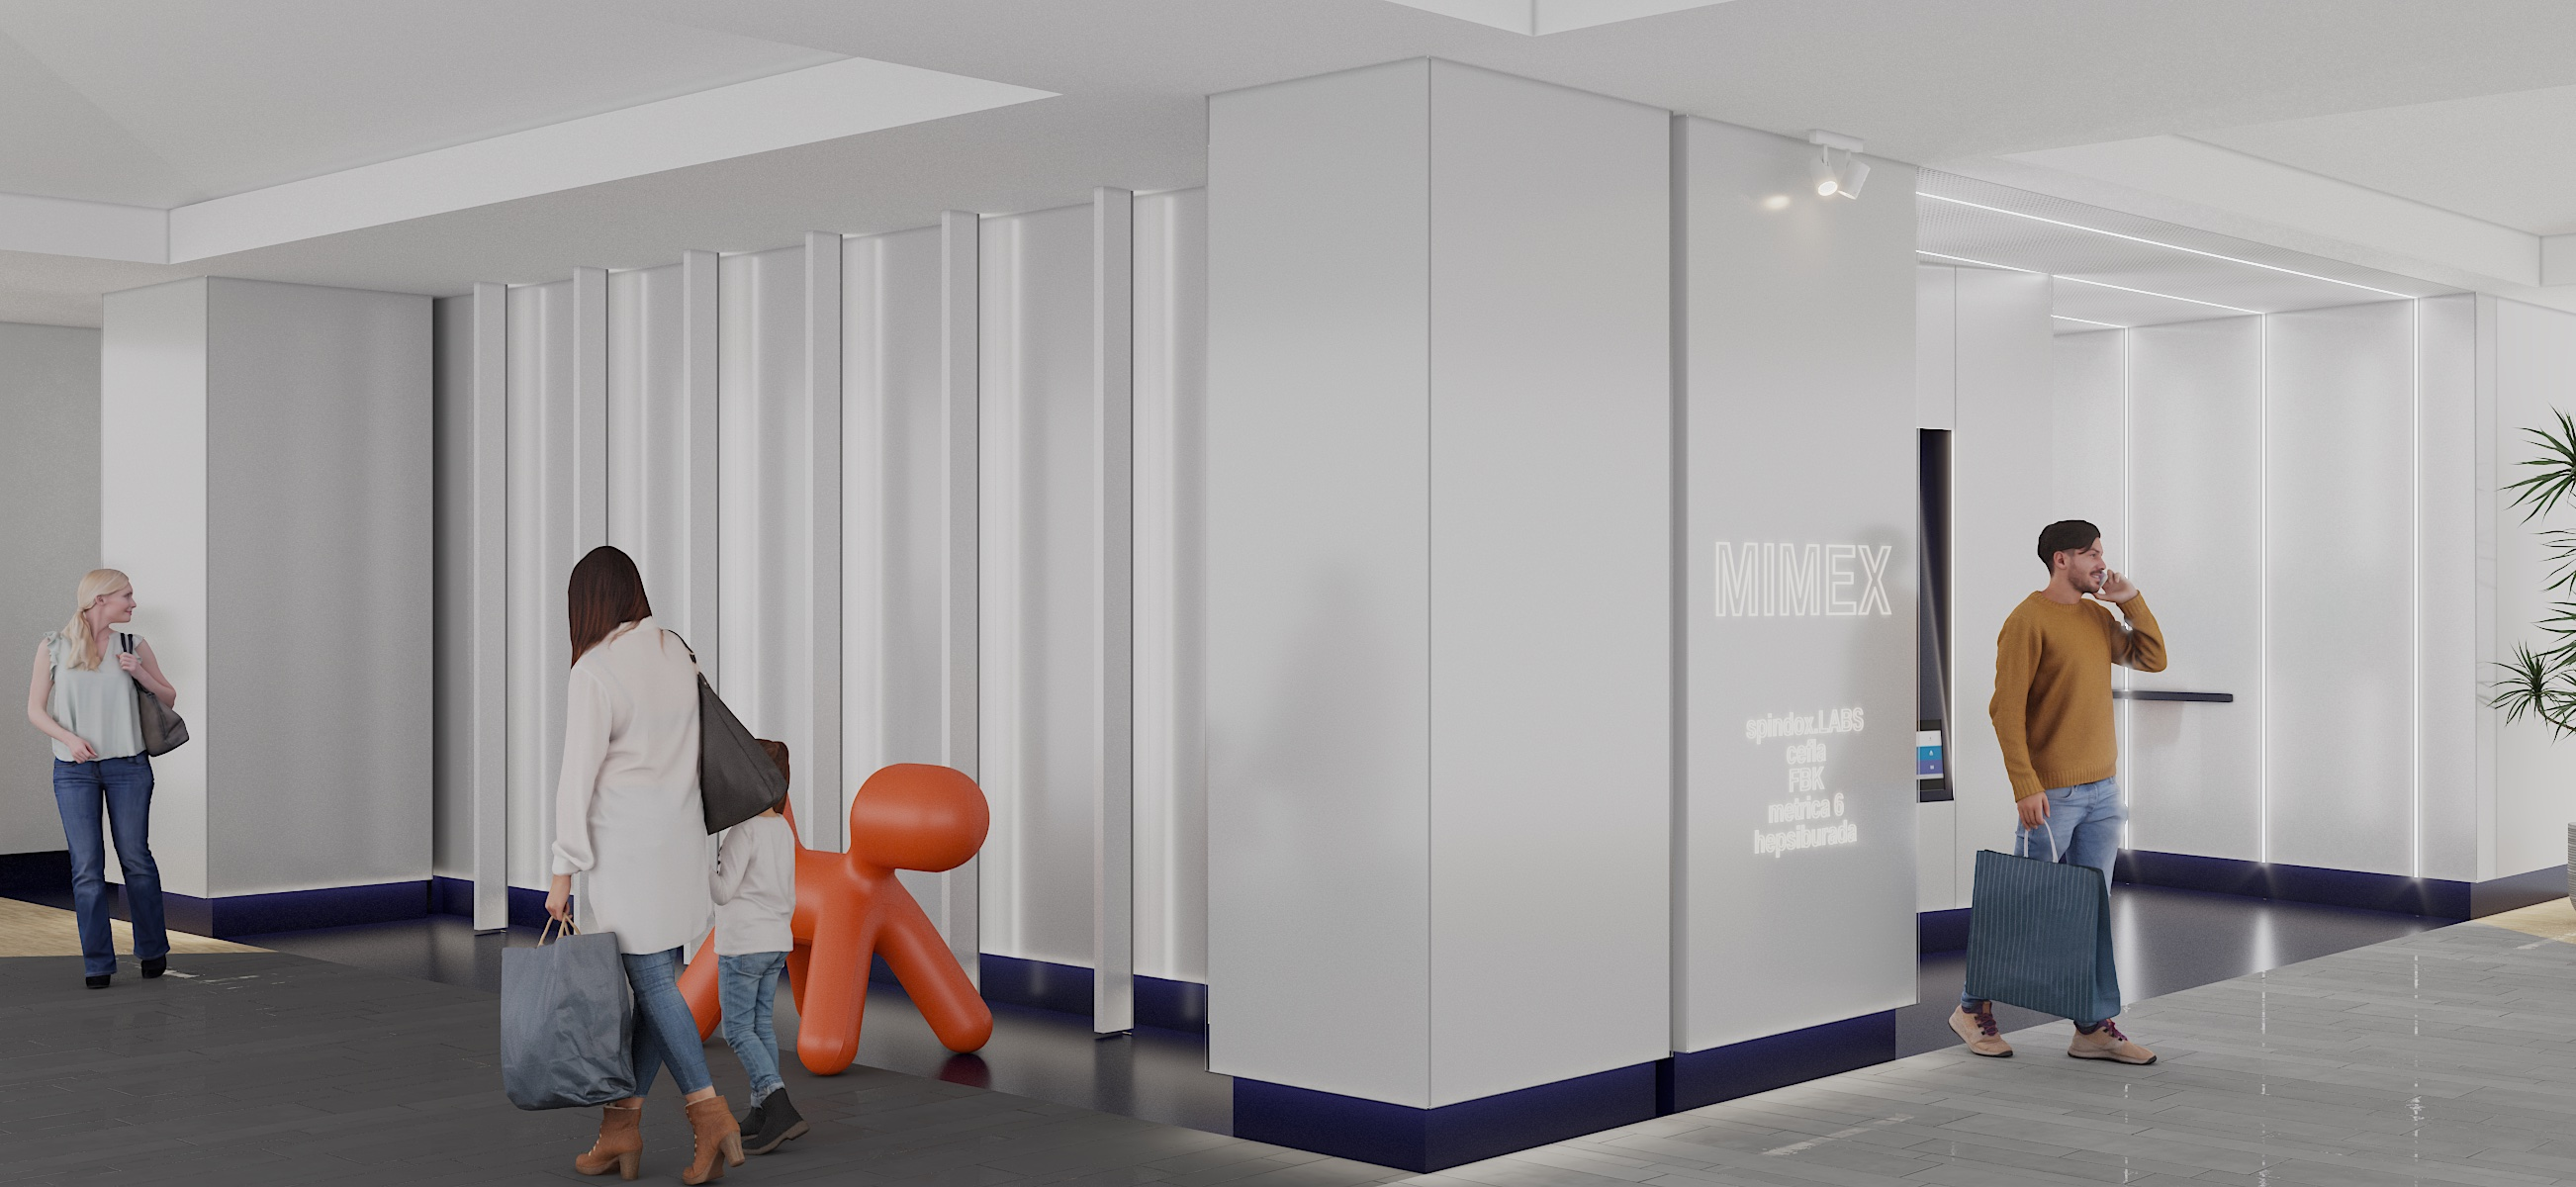 MIMEX
spindox.LABS
cefla
FBK
metrica 6
hepsiburada